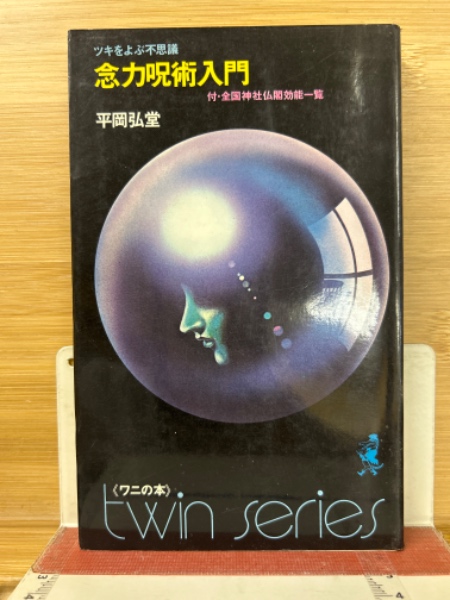 ツキをよぶ不思議
念力呪術入門
付・全国神社仏閣効能一覧
平岡弘堂
《ワニの本》
twin series